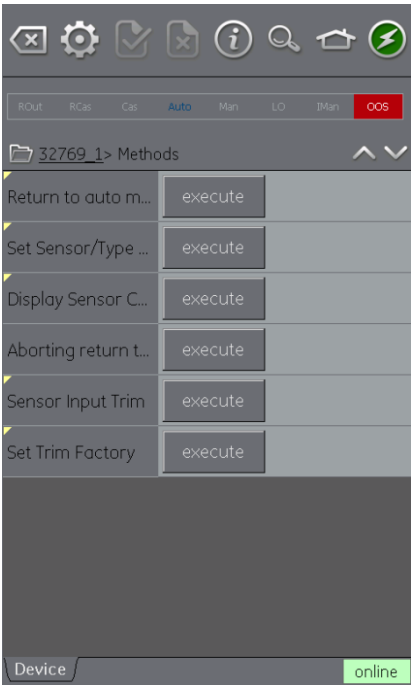 ROut RCas Cas Auto Man LO IMan OOS
32769_1> Methods
Return to auto m... execute
Set Sensor/Type ... execute
Display Sensor C... execute
Aborting return t... execute
Sensor Input Trim execute
Set Trim Factory execute
Device online